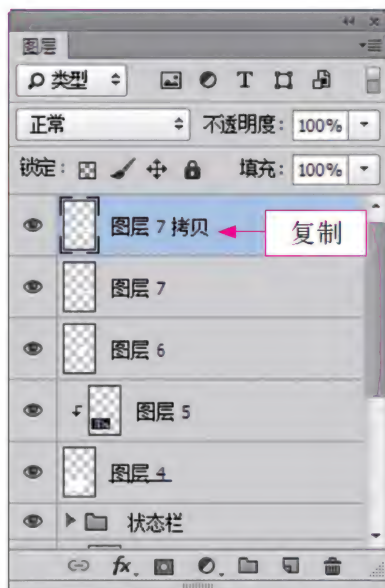 图层
类型
T
正常 不透明度: 100%
锁定: 填充: 100%
图层 7 拷贝
复制
图层 7
图层 6
图层 5
图层 4
状态栏
fx.